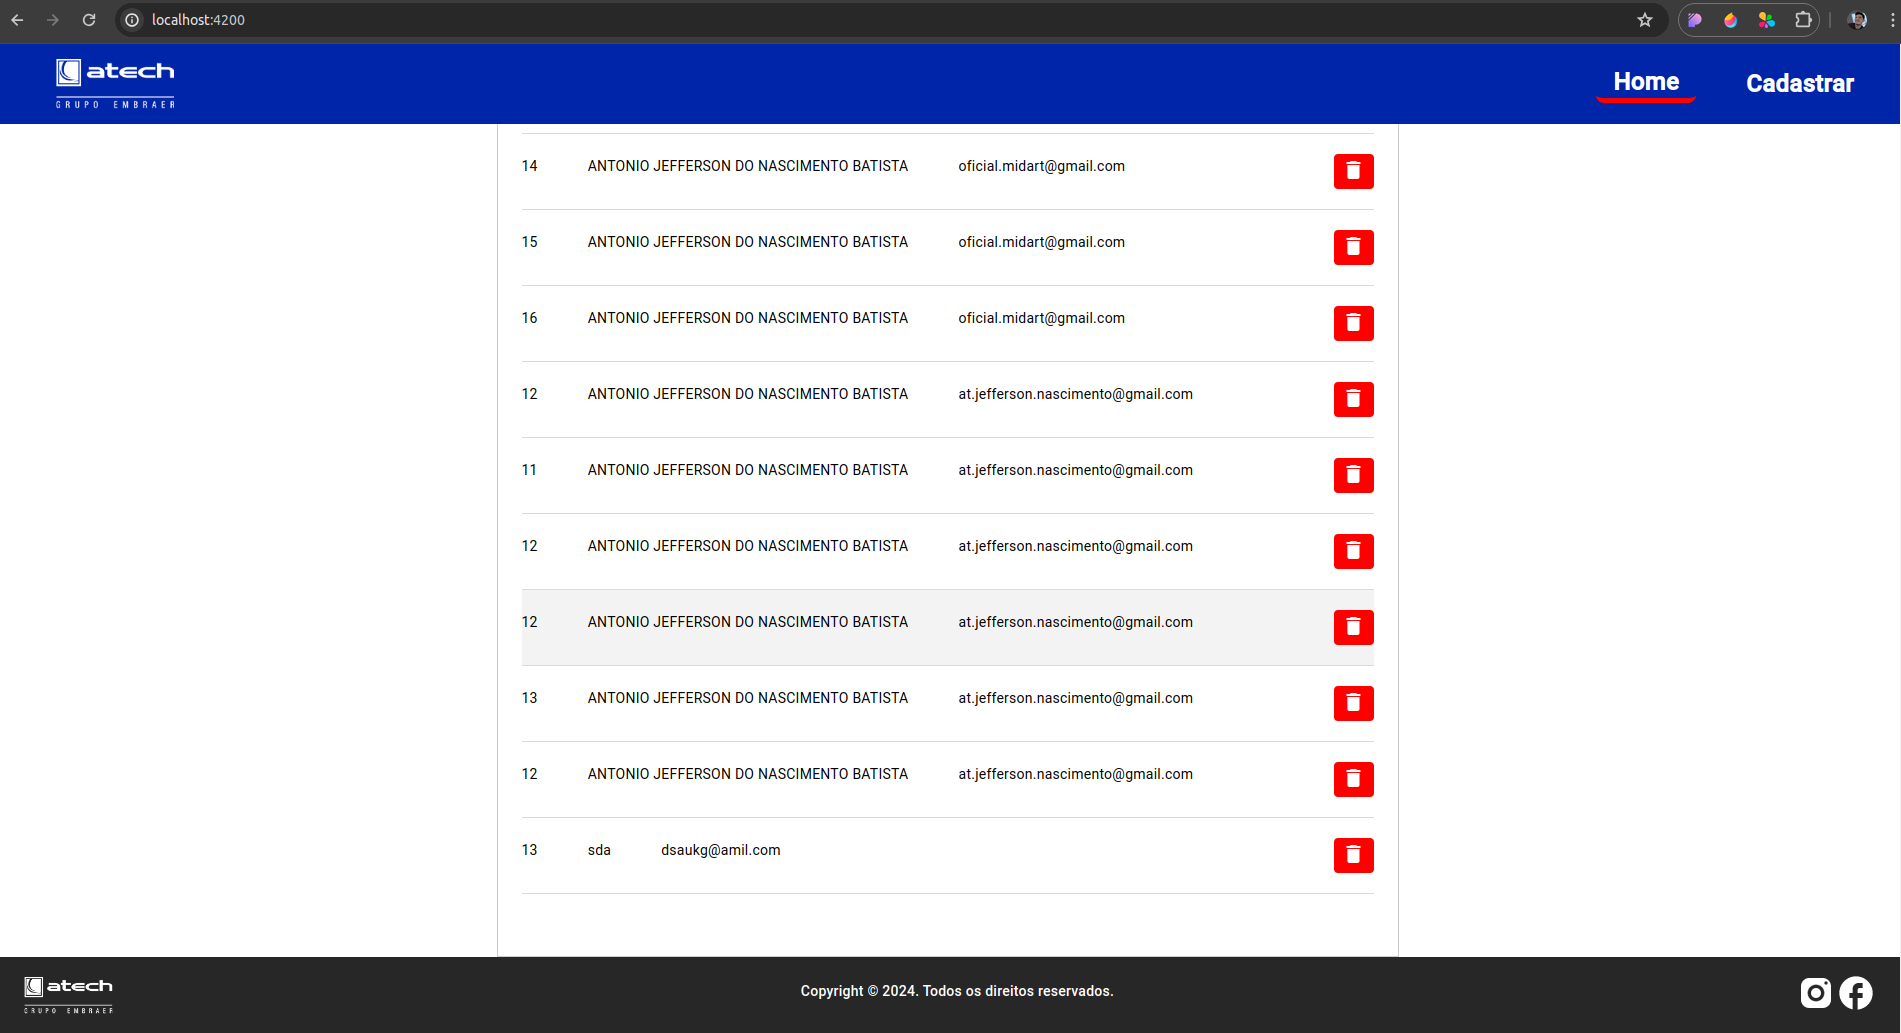 localhost:4200
atech
GRUPO EMBRAER
Home
Cadastrar
14 ANTONIO JEFFERSON DO NASCIMENTO BATISTA oficial.midart@gmail.com
15 ANTONIO JEFFERSON DO NASCIMENTO BATISTA oficial.midart@gmail.com
16 ANTONIO JEFFERSON DO NASCIMENTO BATISTA oficial.midart@gmail.com
12 ANTONIO JEFFERSON DO NASCIMENTO BATISTA at.jefferson.nascimento@gmail.com
11 ANTONIO JEFFERSON DO NASCIMENTO BATISTA at.jefferson.nascimento@gmail.com
12 ANTONIO JEFFERSON DO NASCIMENTO BATISTA at.jefferson.nascimento@gmail.com
12 ANTONIO JEFFERSON DO NASCIMENTO BATISTA at.jefferson.nascimento@gmail.com
13 ANTONIO JEFFERSON DO NASCIMENTO BATISTA at.jefferson.nascimento@gmail.com
12 ANTONIO JEFFERSON DO NASCIMENTO BATISTA at.jefferson.nascimento@gmail.com
13 sda dsaukg@amil.com
atech
GRUPO EMBRAER
Copyright © 2024. Todos os direitos reservados.